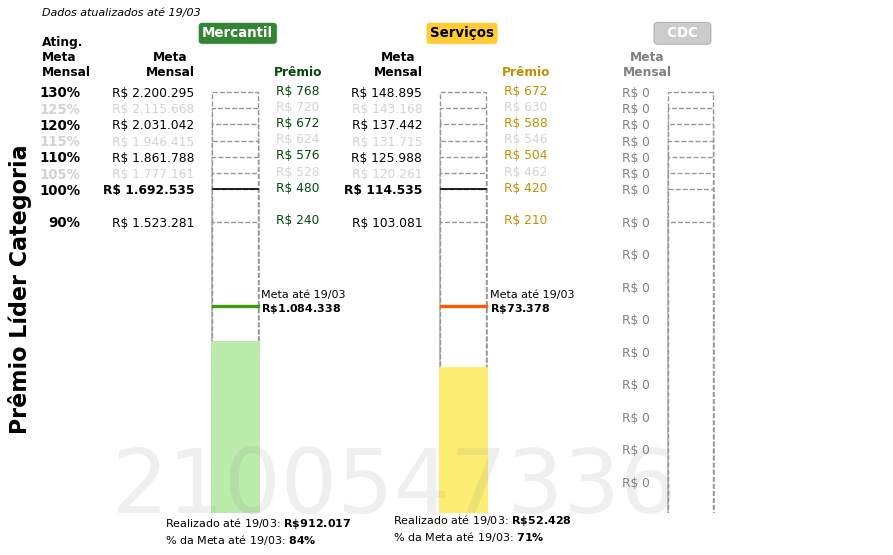 Dados atualizados até 19/03
Mercantil Serviços CDC
Ating.
Meta
Mensal
Meta
Mensal
Prêmio
Meta
Mensal
Prêmio
Meta
Mensal
130% R$ 2.200.295 R$ 768 R$ 148.895 R$ 672 R$ 0
125% R$ 2.115.668 R$ 720 R$ 143.168 R$ 630 R$ 0
120% R$ 2.031.042 R$ 672 R$ 137.442 R$ 588 R$ 0
115% R$ 1.946.415 R$ 624 R$ 131.715 R$ 546 R$ 0
110% R$ 1.861.788 R$ 576 R$ 125.988 R$ 504 R$ 0
105% R$ 1.777.161 R$ 528 R$ 120.261 R$ 462 R$ 0
100% R$ 1.692.535 R$ 480 R$ 114.535 R$ 420 R$ 0
90% R$ 1.523.281 R$ 240 R$ 103.081 R$ 210 R$ 0
R$ 0
R$ 0
R$ 0
R$ 0
R$ 0
R$ 0
R$ 0
R$ 0
Meta até 19/03
R$1.084.338
Meta até 19/03
R$73.378
Prêmio Líder Categoria
2100547336
Realizado até 19/03: R$912.017
% da Meta até 19/03: 84%
Realizado até 19/03: R$52.428
% da Meta até 19/03: 71%